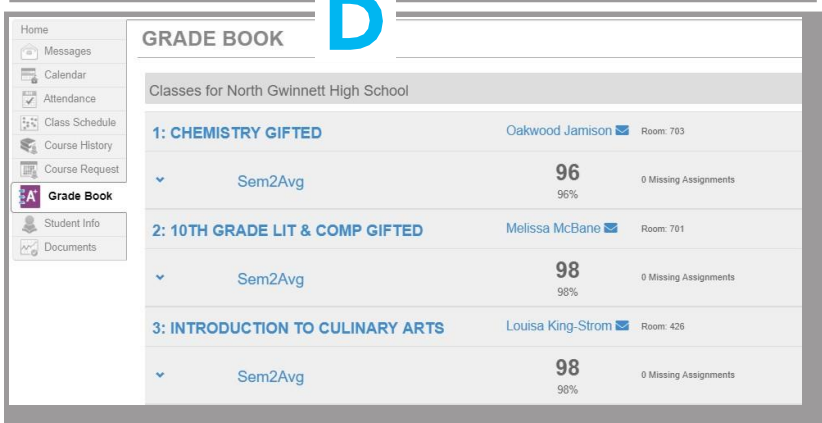 D
Home
Messages
Calendar
Attendance
Class Schedule
Course History
Course Request
A+ Grade Book
Student Info
Documents
GRADE BOOK
Classes for North Gwinnett High School
1: CHEMISTRY GIFTED Oakwood Jamison Room: 703
Sem2Avg 96 0 Missing Assignments
96%
2: 10TH GRADE LIT & COMP GIFTED Melissa McBane Room: 701
Sem2Avg 98 0 Missing Assignments
98%
3: INTRODUCTION TO CULINARY ARTS Louisa King-Strom Room: 426
Sem2Avg 98 0 Missing Assignments
98%